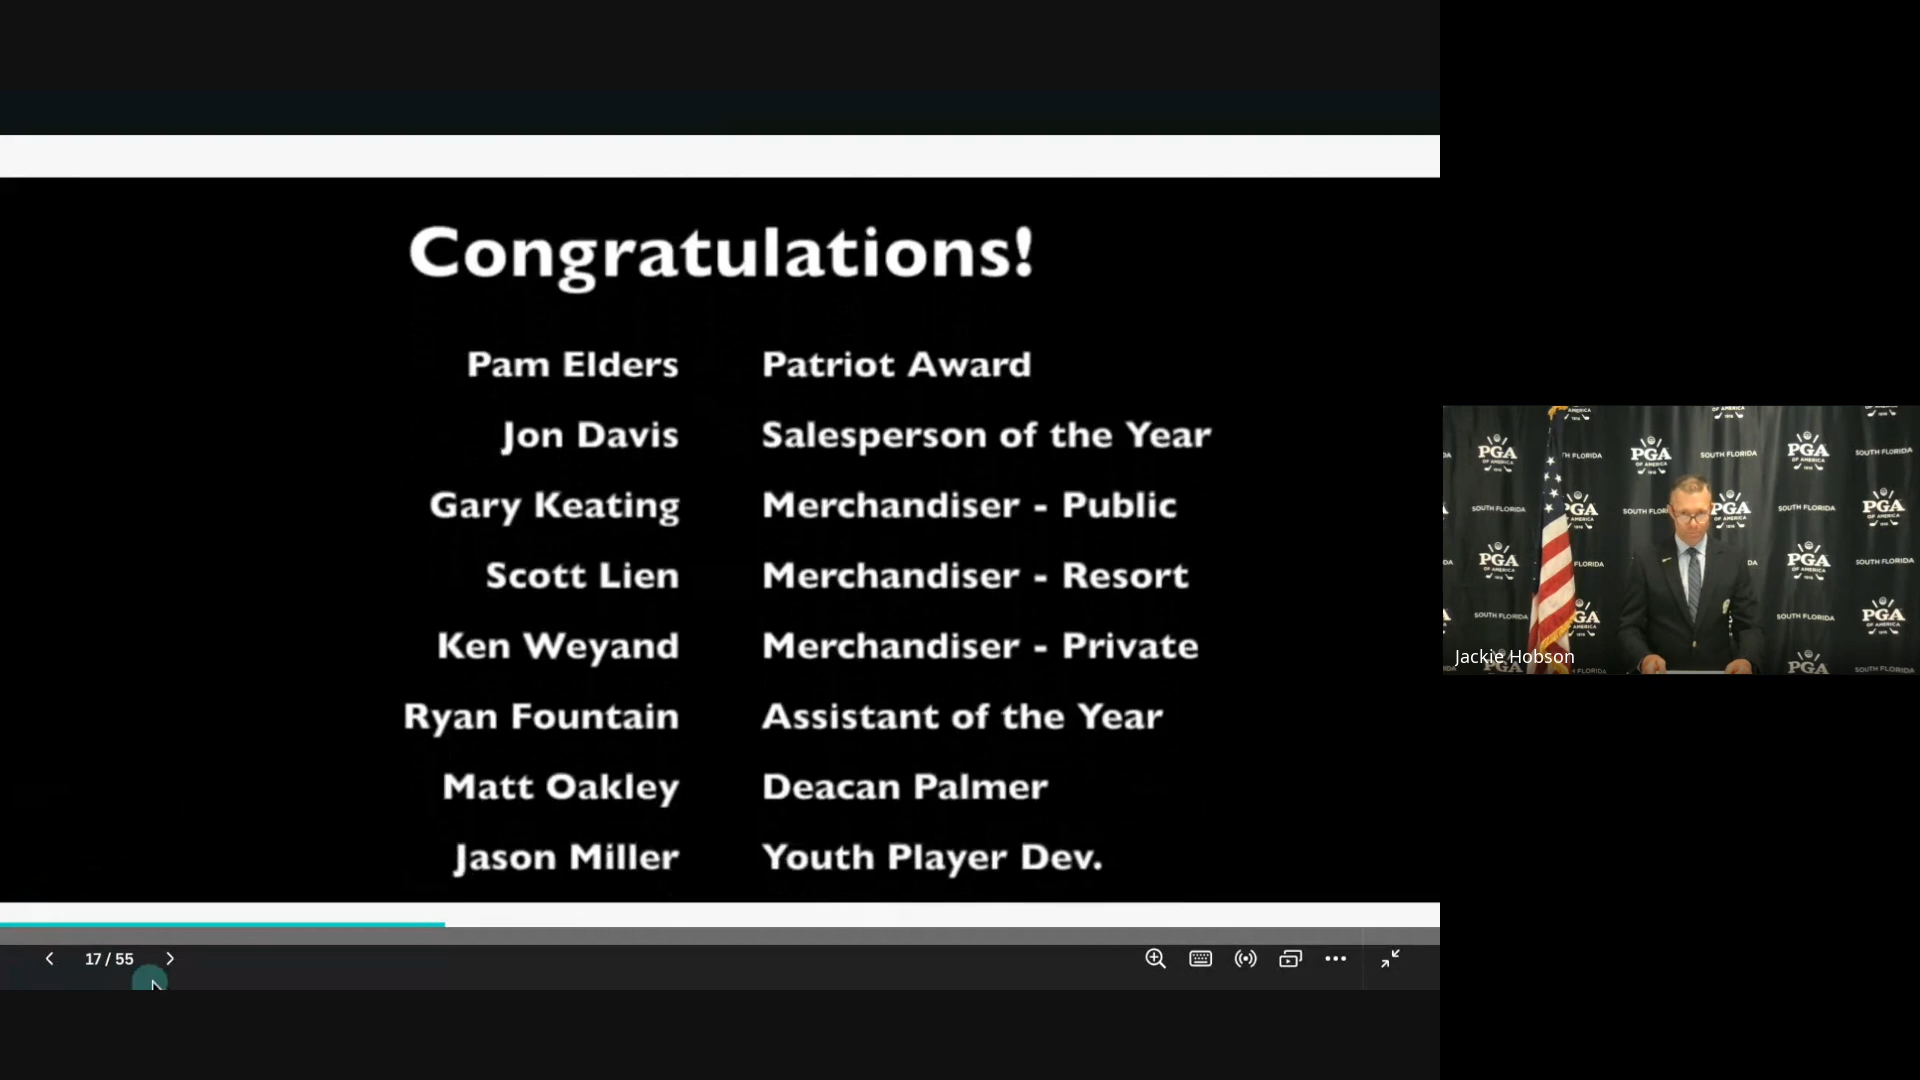 Congratulations!
Pam Elders Patriot Award
Jon Davis Salesperson of the Year
Gary Keating Merchandiser - Public
Scott Lien Merchandiser - Resort
Ken Weyand Merchandiser - Private
Ryan Fountain Assistant of the Year
Matt Oakley Deacan Palmer
Jason Miller Youth Player Dev.
17 / 55
PGA OF AMERICA
SOUTH FLORIDA
Jackie Hobson